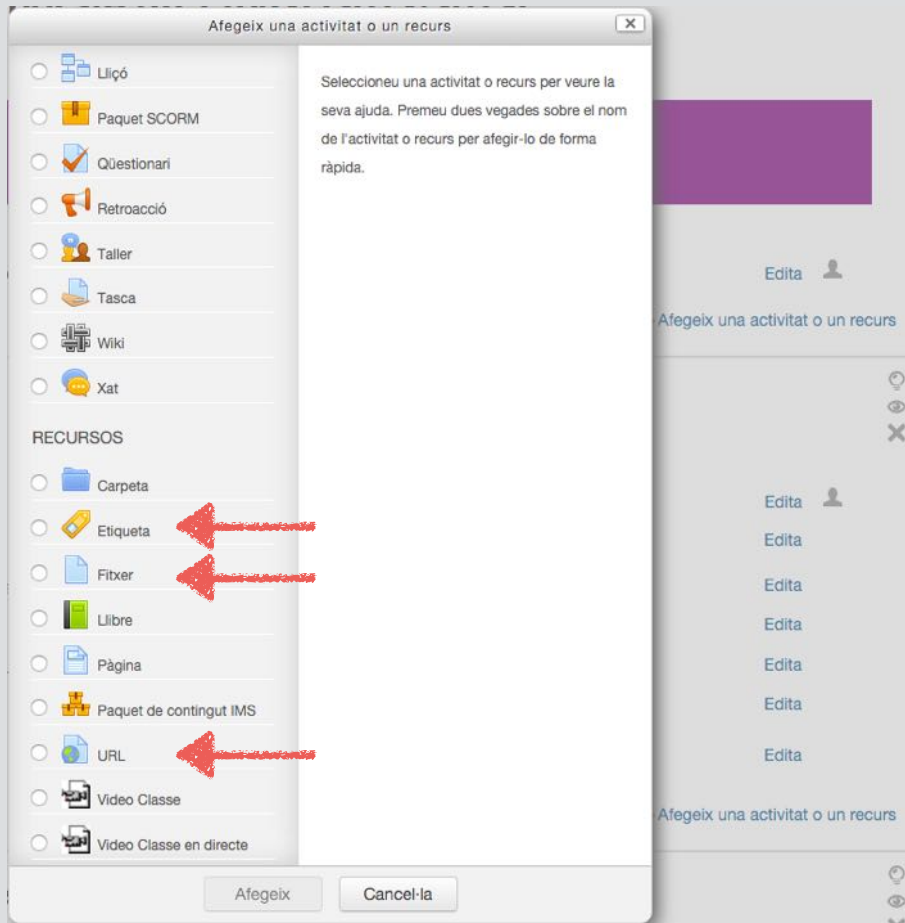 Afegeix una activitat o un recurs
Lliçó
Paquet SCORM
Qüestionari
Retroacció
Taller
Tasca
Wiki
Xat
RECURSOS
Carpeta
Etiqueta
Fitxer
Llibre
Pàgina
Paquet de contingut IMS
URL
Video Classe
Video Classe en directe
Seleccioneu una activitat o recurs per veure la
seva ajuda. Premeu dues vegades sobre el nom
de l'activitat o recurs per afegir-lo de forma
ràpida.
Afegeix
Cancel·la
Edita
Afegeix una activitat o un recurs
Edita
Edita
Edita
Edita
Edita
Edita
Edita
Afegeix una activitat o un recurs